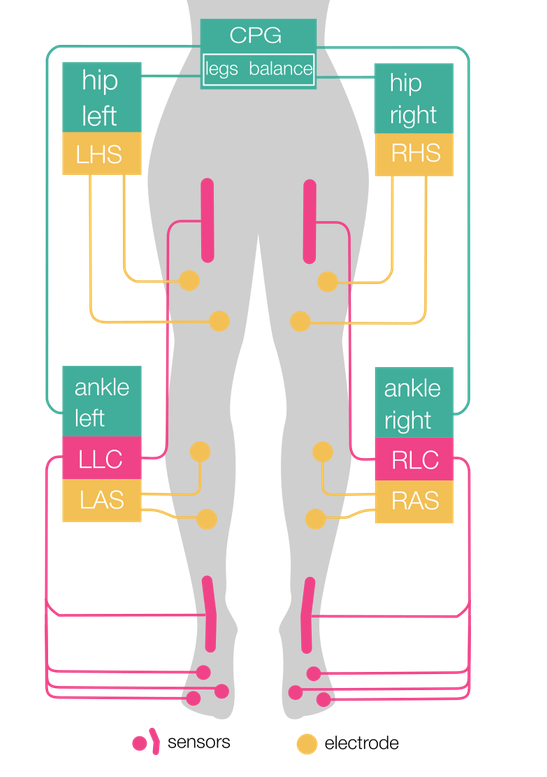 CPG
legs balance
hip
left
LHS
hip
right
RHS
ankle
left
LLC
LAS
ankle
right
RLC
RAS
sensors
electrode